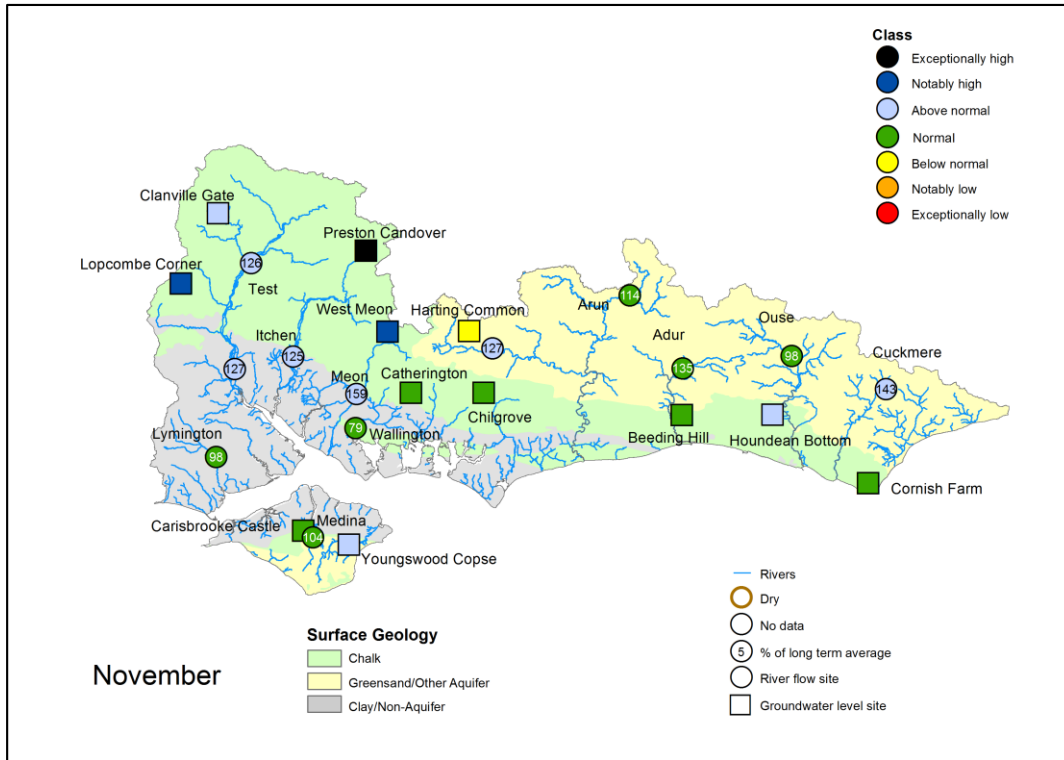 Class
Exceptionally high
Notably high
Above normal
Normal
Below normal
Notably low
Exceptionally low
Clanville Gate
Preston Candover
126
Lopcombe Corner
Test
114
West Meon
Harting Common
Arun
Ouse
Itchen
Adur
127
125
98
Cuckmere
127
Meon
Catherington
135
159
143
Chilgrove
79
Wallington
Beeding Hill
Houndean Bottom
Lymington
98
Cornish Farm
Carisbrooke Castle
Medina
104
Youngswood Copse
Rivers
Dry
No data
5
% of long term average
River flow site
Groundwater level site
Surface Geology
Chalk
Greensand/Other Aquifer
Clay/Non-Aquifer
November